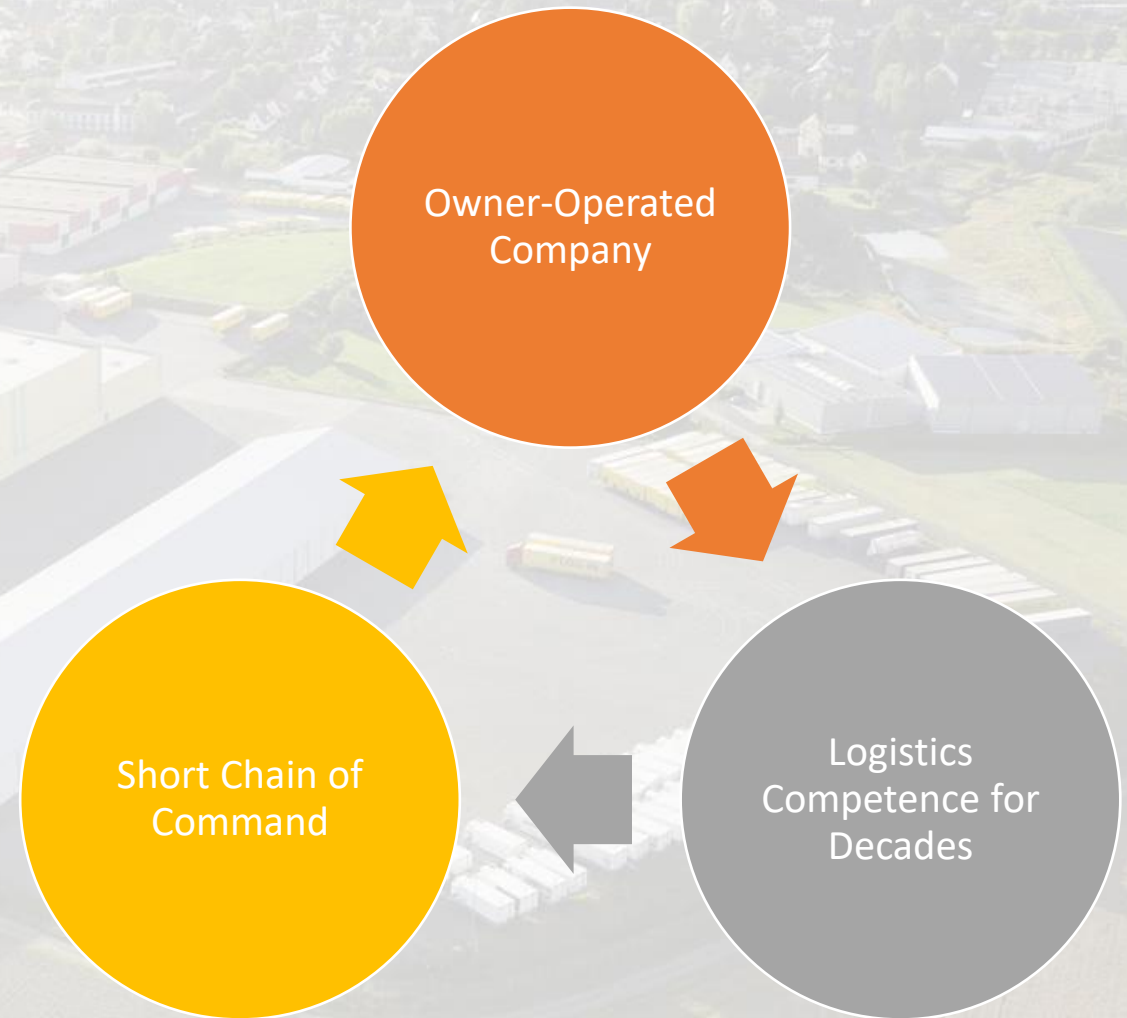 Owner-Operated
Company
Logistics
Competence for
Decades
Short Chain of
Command